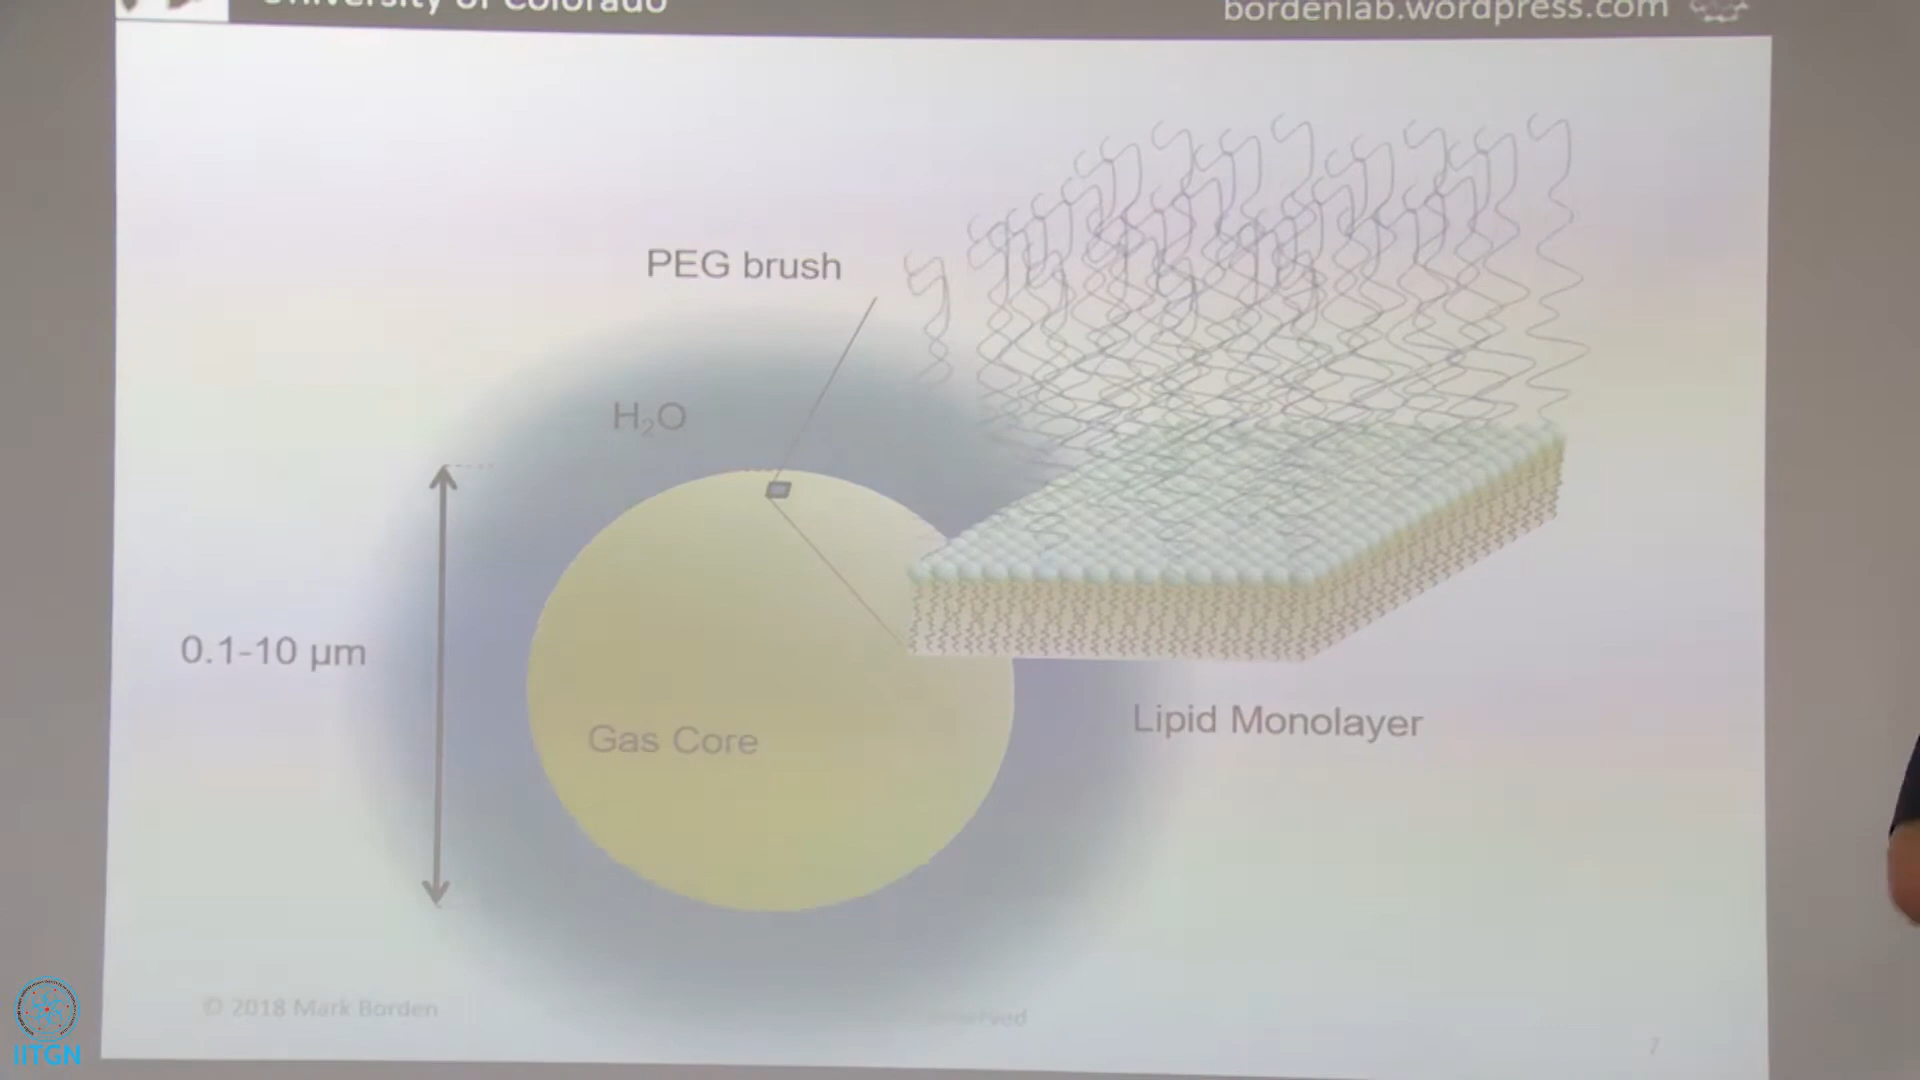 University of Colorado
bordenlab.wordpress.com
PEG brush
H₂O
0.1-10 µm
Gas Core
Lipid Monolayer
© 2018 Mark Borden
7
IITGN